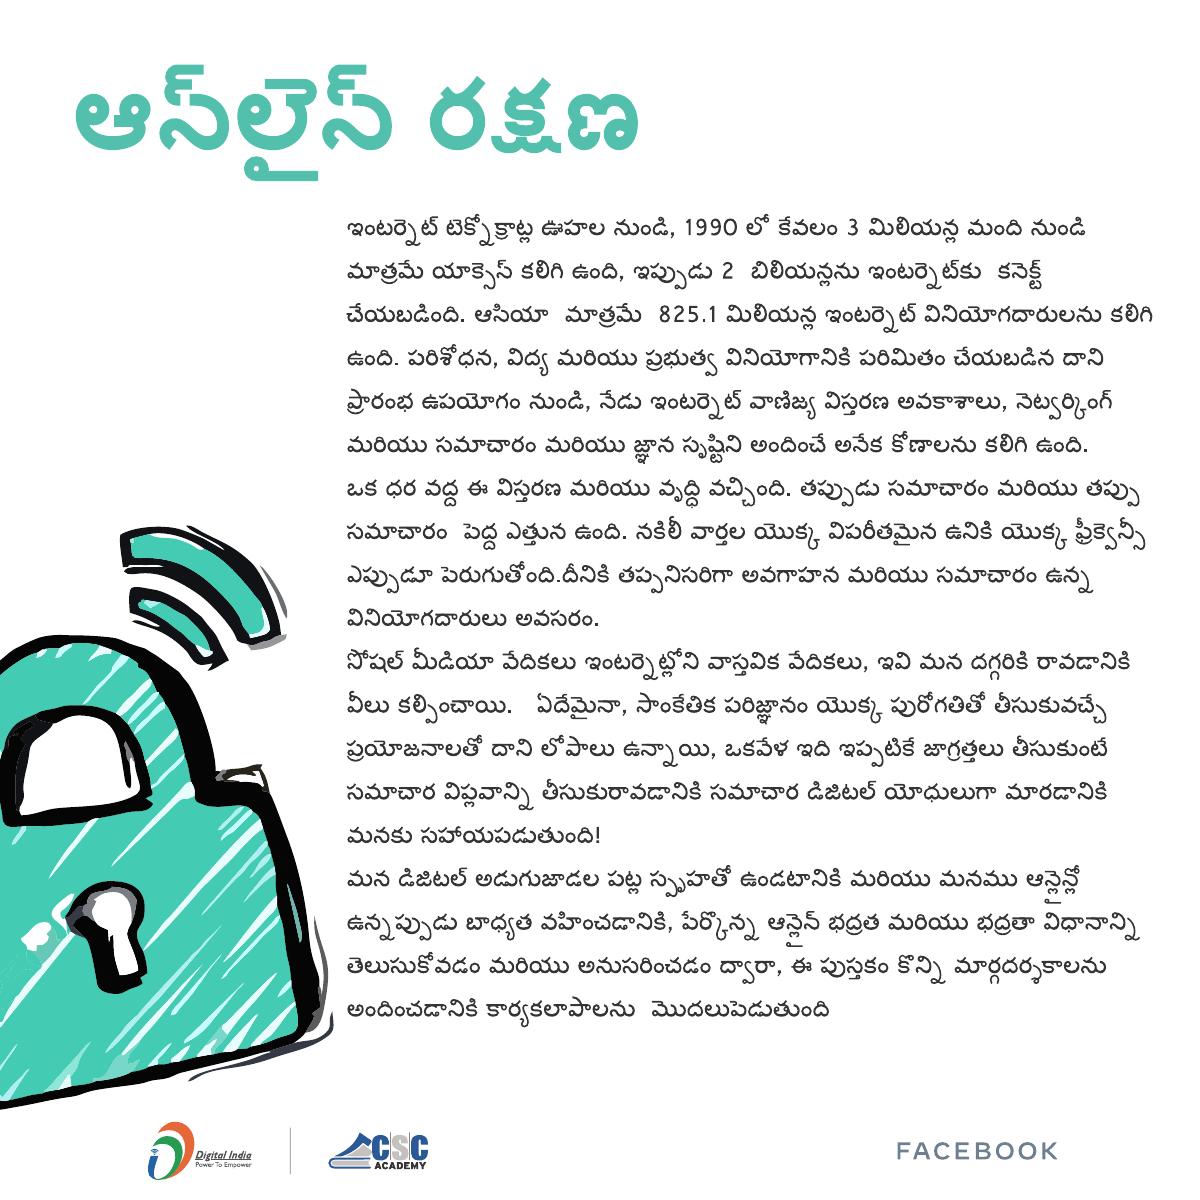 ఆన్‌లైన్ రక్షణ
ఇంటర్నెట్ టెక్నోక్రాట్ల ఊహల నుండి, 1990 లో కేవలం 3 మిలియన్ల మంది నుండి
మాత్రమే యాక్సెస్ కలిగి ఉంది, ఇప్పుడు 2 బిలియన్లను ఇంటర్నెట్‌కు కనెక్ట్
చేయబడింది. ఆసియా మాత్రమే 825.1 మిలియన్ల ఇంటర్నెట్ వినియోగదారులను కలిగి
ఉంది. పరిశోధన, విద్య మరియు ప్రభుత్వ వినియోగానికి పరిమితం చేయబడిన దాని
ప్రారంభ ఉపయోగం నుండి, నేడు ఇంటర్నెట్ వాణిజ్య విస్తరణ అవకాశాలు, నెట్వర్కింగ్
మరియు సమాచారం మరియు జ్ఞాన సృష్టిని అందించే అనేక కోణాలను కలిగి ఉంది.
ఒక ధర వద్ద ఈ విస్తరణ మరియు వృద్ధి వచ్చింది. తప్పుడు సమాచారం మరియు తప్పు
సమాచారం పెద్ద ఎత్తున ఉంది. నకిలీ వార్తల యొక్క విపరీతమైన ఉనికి యొక్క ఫ్రీక్వెన్సీ
ఎప్పుడూ పెరుగుతోంది.దీనికి తప్పనిసరిగా అవగాహన మరియు సమాచారం ఉన్న
వినియోగదారులు అవసరం.
సోషల్ మీడియా వేదికలు ఇంటర్నెట్లోని వాస్తవిక వేదికలు, ఇవి మన దగ్గరికి రావడానికి
వీలు కల్పించాయి. ఏదేమైనా, సాంకేతిక పరిజ్ఞానం యొక్క పురోగతితో తీసుకువచ్చే
ప్రయోజనాలతో దాని లోపాలు ఉన్నాయి, ఒకవేళ ఇది ఇప్పటికే జాగ్రత్తలు తీసుకుంటే
సమాచార విప్లవాన్ని తీసుకురావడానికి సమాచార డిజిటల్ యోధులుగా మారడానికి
మనకు సహాయపడుతుంది!
మన డిజిటల్ అడుగుజాడల పట్ల స్పృహతో ఉండటానికి మరియు మనము ఆన్లైన్లో
ఉన్నప్పుడు బాధ్యత వహించడానికి, పేర్కొన్న ఆన్లైన్ భద్రత మరియు భద్రతా విధానాన్ని
తెలుసుకోవడం మరియు అనుసరించడం ద్వారా, ఈ పుస్తకం కొన్ని మార్గదర్శకాలను
అందించడానికి కార్యకలాపాలను మొదలుపెడుతుంది
Digital India
Power To Empower
CSC
ACADEMY
FACEBOOK